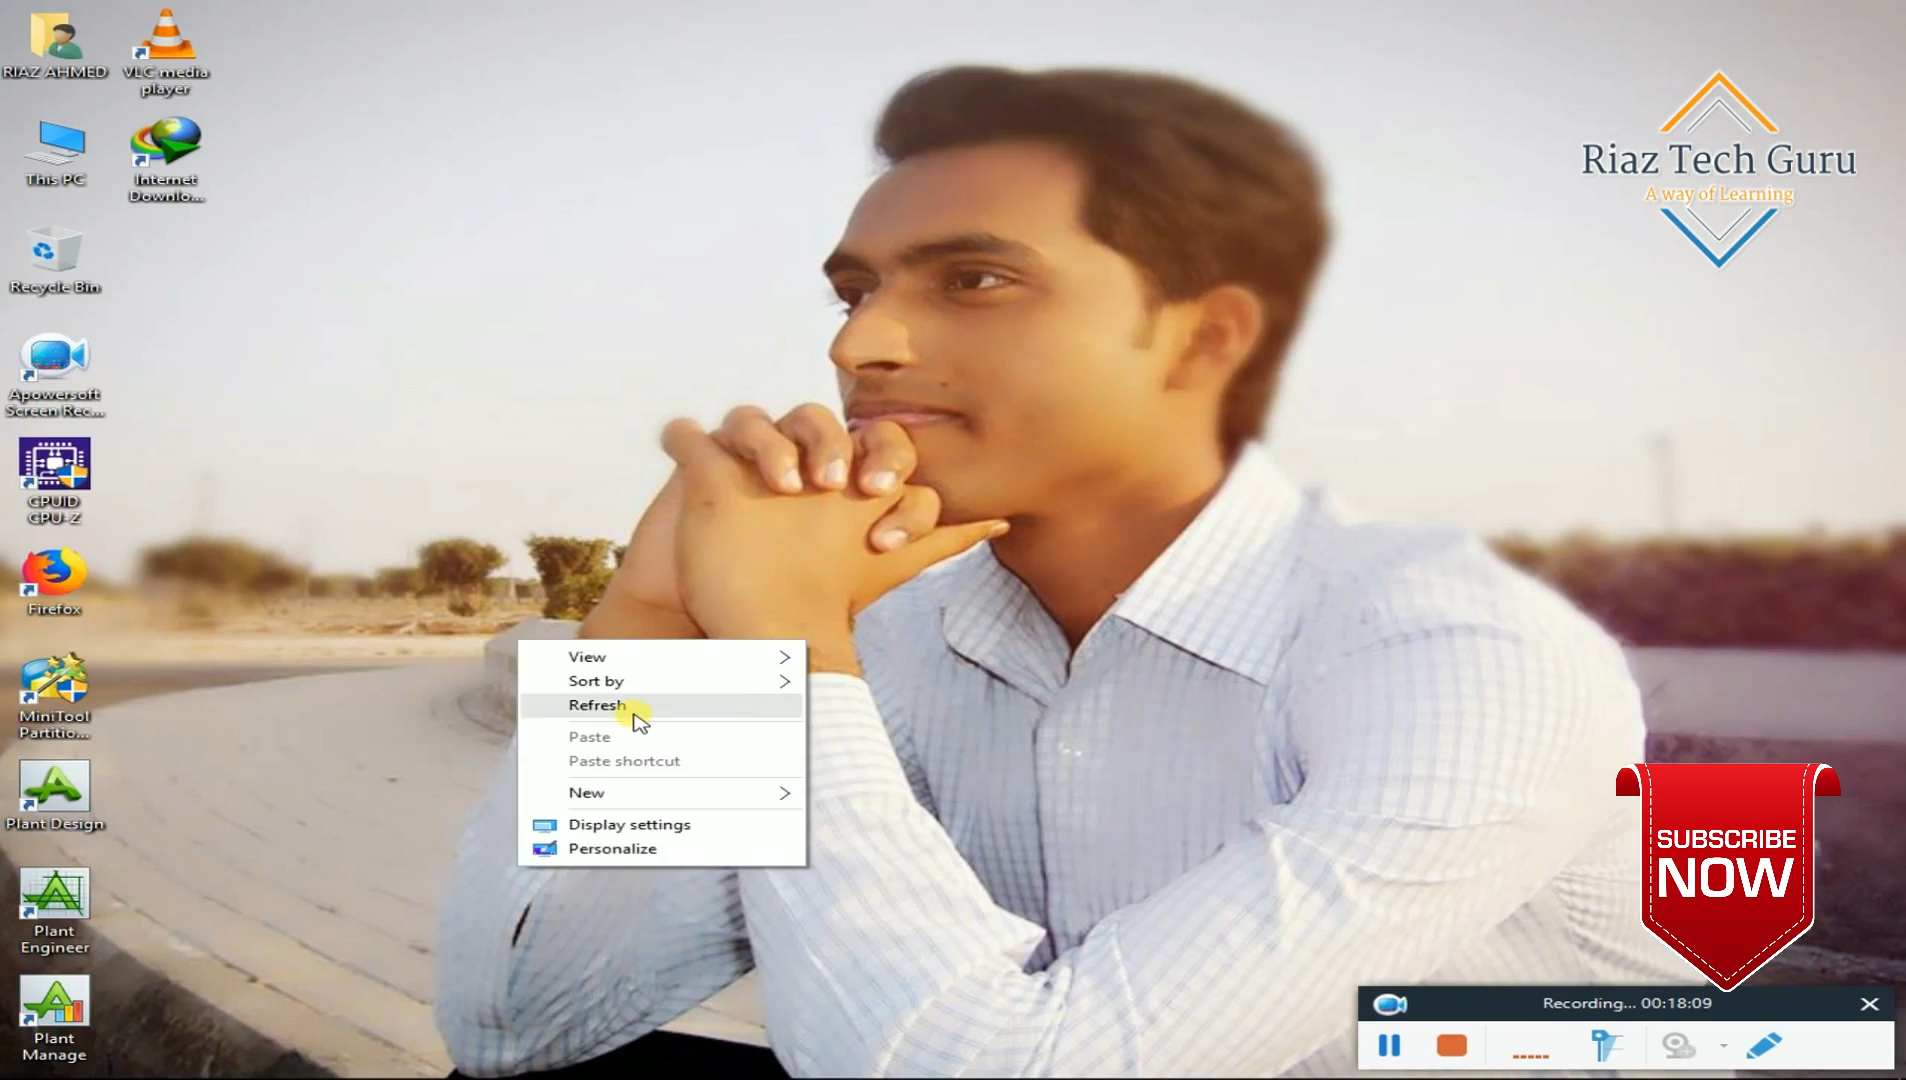 RIAZ AHMED
VLC media
player
This PC
Internet
Downlo...
Recycle Bin
Apowersoft
Screen Rec...
CPUID
CPU-Z
Firefox
MiniTool
Partitio...
Plant Design
Plant
Engineer
Plant
Manage
Riaz Tech Guru
A way of Learning
View
Sort by
Refresh
Paste
Paste shortcut
New
Display settings
Personalize
SUBSCRIBE
NOW
Recording... 00:18:09